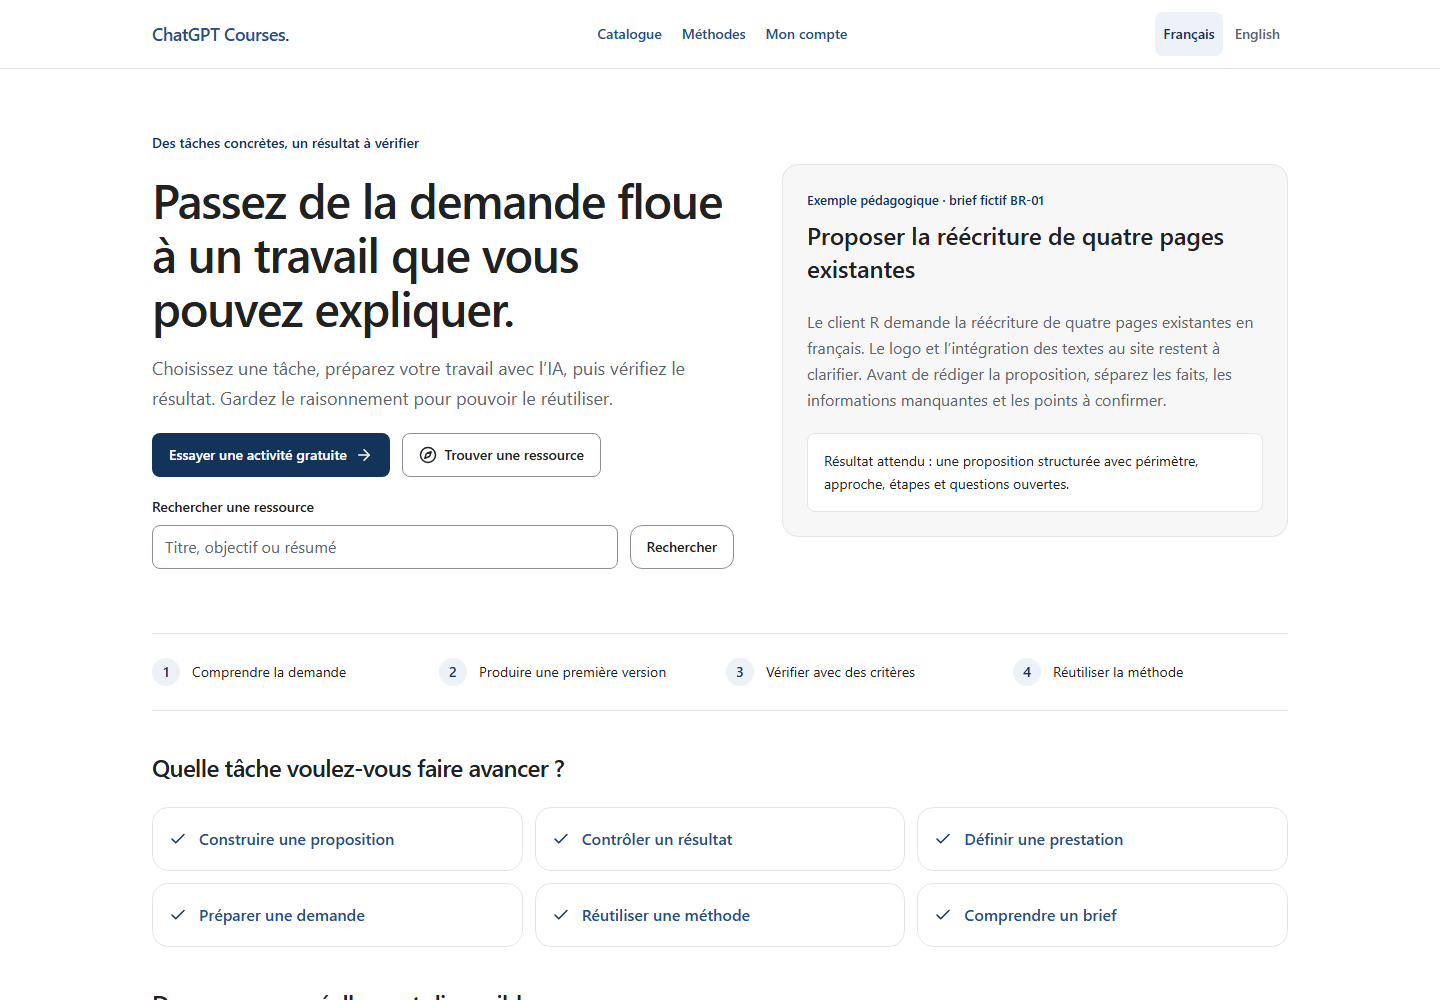 ChatGPT Courses.
Catalogue
Méthodes
Mon compte
Français
English
Des tâches concrètes, un résultat à vérifier
Passez de la demande floue
à un travail que vous
pouvez expliquer.
Choisissez une tâche, préparez votre travail avec l’IA, puis vérifiez le
résultat. Gardez le raisonnement pour pouvoir le réutiliser.
Essayer une activité gratuite
Trouver une ressource
Rechercher une ressource
Titre, objectif ou résumé
Rechercher
Exemple pédagogique · brief fictif BR-01
Proposer la réécriture de quatre pages
existantes
Le client R demande la réécriture de quatre pages existantes en
français. Le logo et l’intégration des textes au site restent à
clarifier. Avant de rédiger la proposition, séparez les faits, les
informations manquantes et les points à confirmer.
Résultat attendu : une proposition structurée avec périmètre,
approche, étapes et questions ouvertes.
1 Comprendre la demande
2 Produire une première version
3 Vérifier avec des critères
4 Réutiliser la méthode
Quelle tâche voulez-vous faire avancer ?
Construire une proposition
Contrôler un résultat
Définir une prestation
Préparer une demande
Réutiliser une méthode
Comprendre un brief